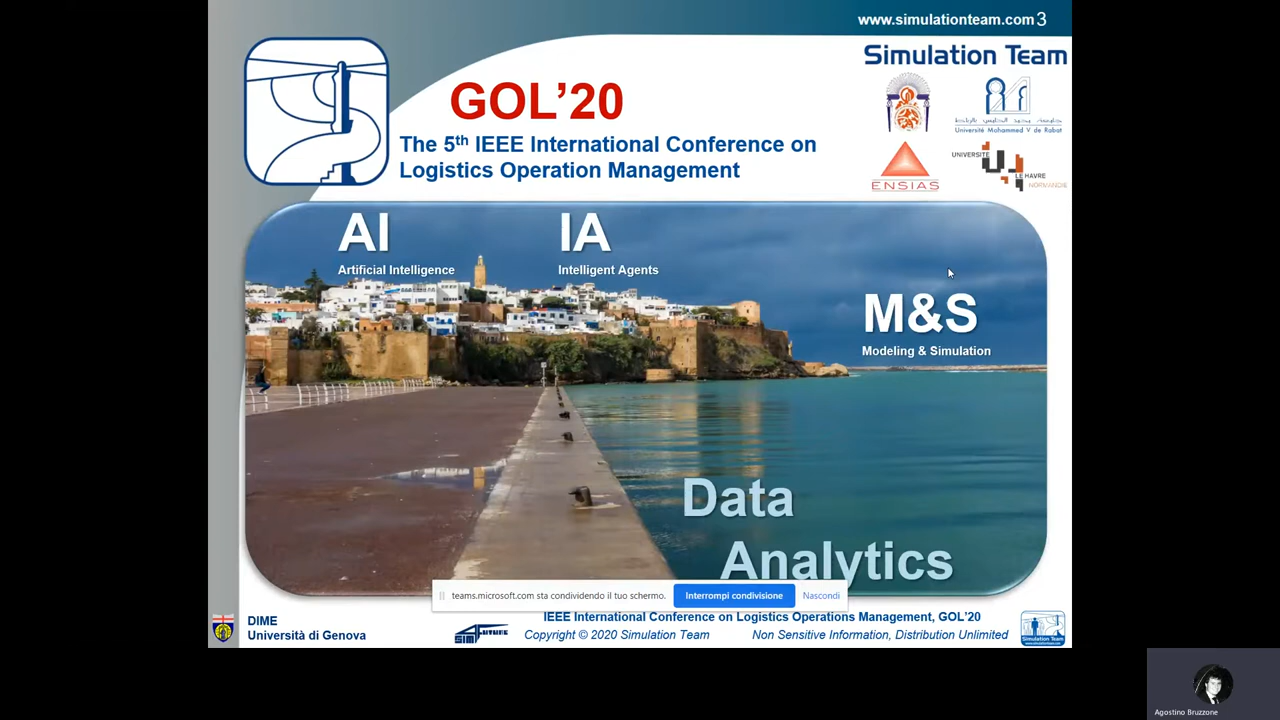 www.simulationteam.com 3
Simulation Team
GOL’20
The 5th IEEE International Conference on
Logistics Operation Management
Université Mohammed V de Rabat
ENSIAS
UNIVERSITÉ
LE HAVRE
NORMANDIE
AI
Artificial Intelligence
IA
Intelligent Agents
M&S
Modeling & Simulation
Data
Analytics
teams.microsoft.com sta condividendo il tuo schermo.
Interrompi condivisione
Nascondi
DIME
Università di Genova
IEEE International Conference on Logistics Operations Management, GOL’20
Copyright © 2020 Simulation Team
Non Sensitive Information, Distribution Unlimited
Simulation Team
Agostino Bruzzone